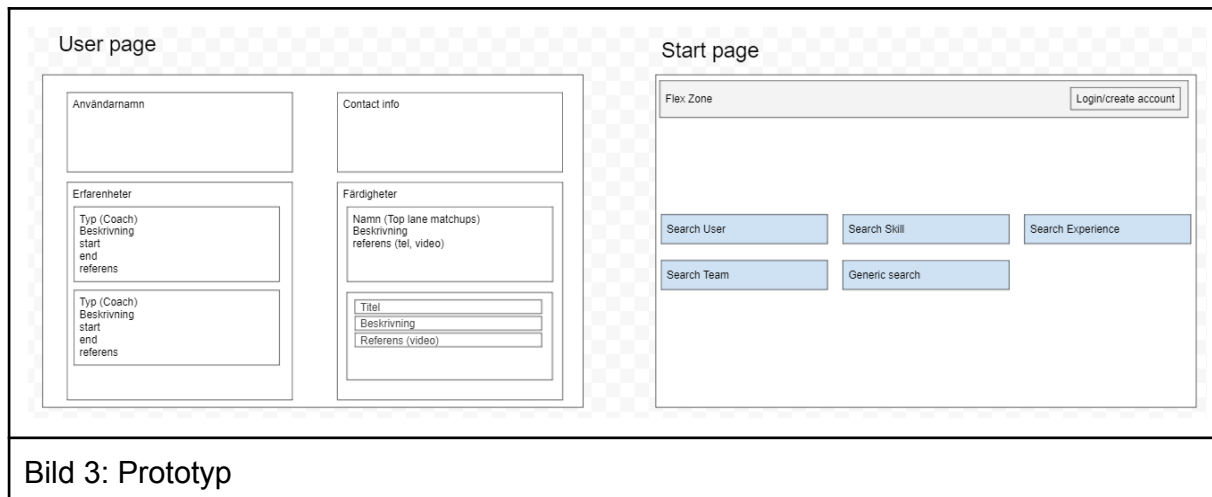 User page
Användarnamn
Contact info
Erfarenheter
Typ (Coach)
Beskrivning
start
end
referens
Typ (Coach)
Beskrivning
start
end
referens
Färdigheter
Namn (Top lane matchups)
Beskrivning
referens (tel, video)
Titel
Beskrivning
Referens (video)
Start page
Flex Zone
Login/create account
Search User
Search Skill
Search Experience
Search Team
Generic search
Bild 3: Prototyp